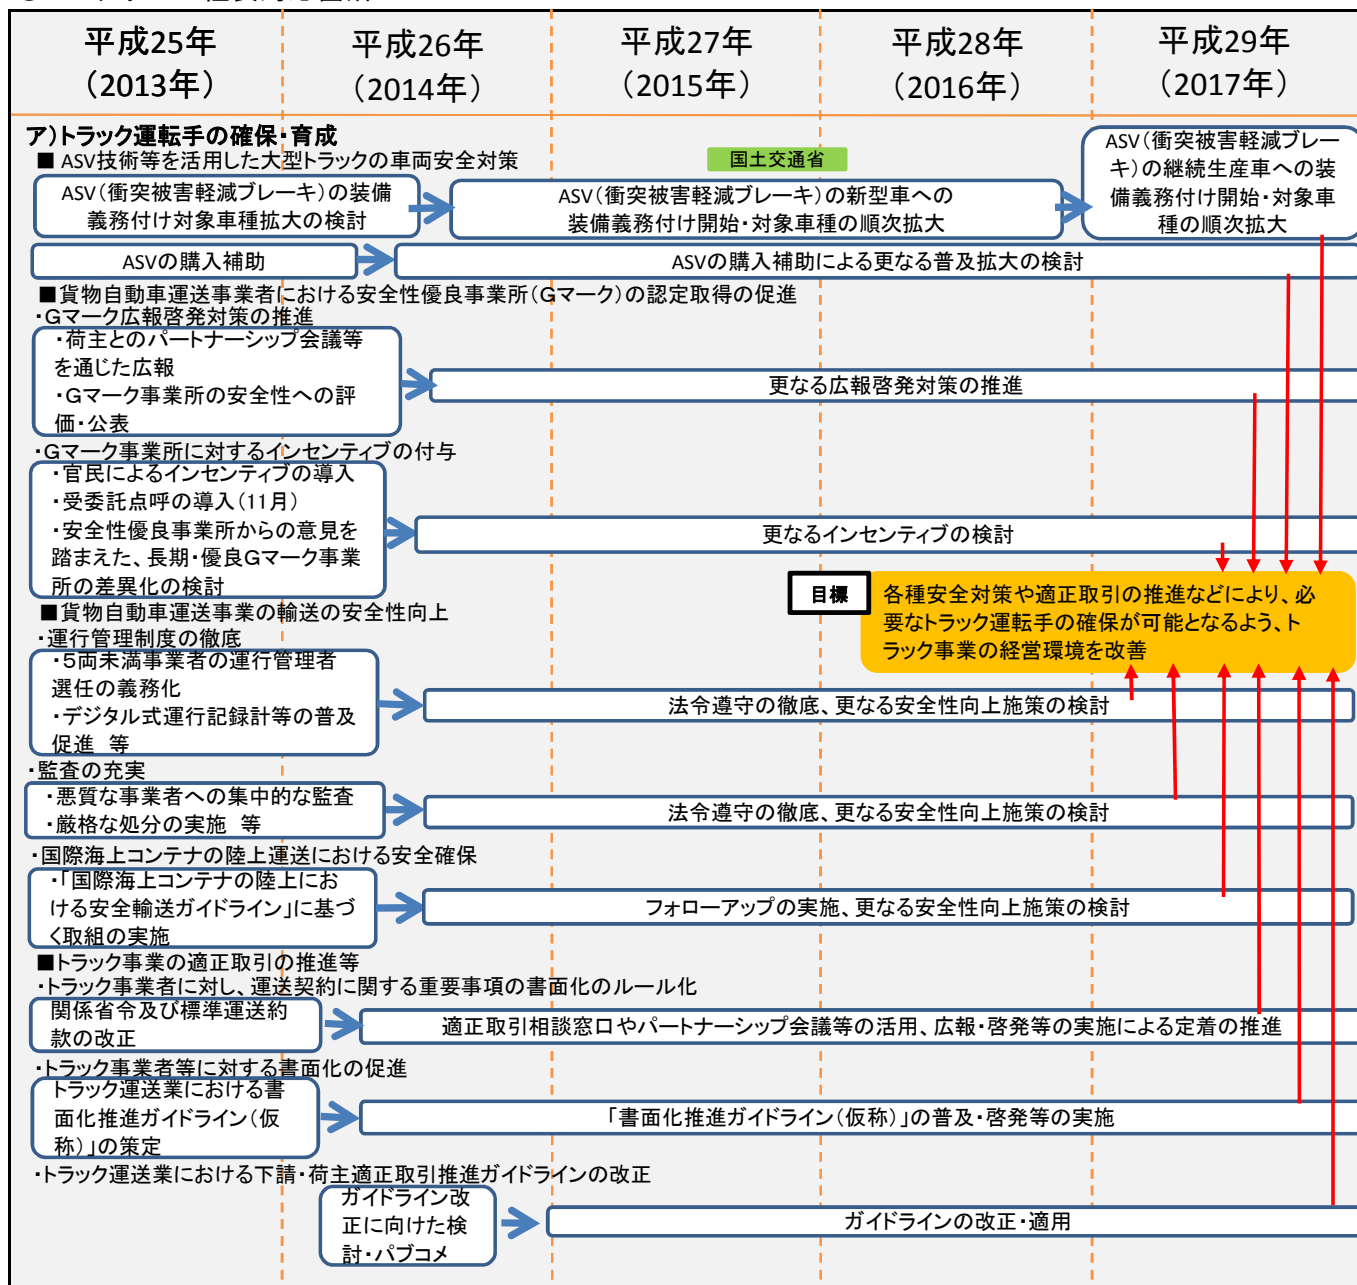 平成25年
(2013年)
平成26年
(2014年)
平成27年
(2015年)
平成28年
(2016年)
平成29年
(2017年)
ア)トラック運転手の確保・育成
■ ASV技術等を活用した大型トラックの車両安全対策
国土交通省
ASV(衝突被害軽減ブレーキ)の装備
義務付け対象車種拡大の検討
ASV(衝突被害軽減ブレーキ)の新型車への
装備義務付け開始・対象車種の順次拡大
ASV(衝突被害軽減ブレー
キ)の継続生産車への装
備義務付け開始・対象車
種の順次拡大
ASVの購入補助
ASVの購入補助による更なる普及拡大の検討
■貨物自動車運送事業者における安全性優良事業所(Gマーク)の認定取得の促進
・Gマーク広報啓発対策の推進
・荷主とのパートナーシップ会議等
を通じた広報
・Gマーク事業所の安全性への評
価・公表
更なる広報啓発対策の推進
・Gマーク事業所に対するインセンティブの付与
・官民によるインセンティブの導入
・受委託点呼の導入(11月)
・安全性優良事業所からの意見を
踏まえた、長期・優良Gマーク事業
所の差異化の検討
更なるインセンティブの検討
目標
各種安全対策や適正取引の推進などにより、必
要なトラック運転手の確保が可能となるよう、ト
ラック事業の経営環境を改善
■貨物自動車運送事業の輸送の安全性向上
・運行管理制度の徹底
・5両未満事業者の運行管理者
選任の義務化
・デジタル式運行記録計等の普及
促進 等
法令遵守の徹底、更なる安全性向上施策の検討
・監査の充実
・悪質な事業者への集中的な監査
・厳格な処分の実施 等
法令遵守の徹底、更なる安全性向上施策の検討
・国際海上コンテナの陸上運送における安全確保
・「国際海上コンテナの陸上にお
ける安全輸送ガイドライン」に基づ
く取組の実施
フォローアップの実施、更なる安全性向上施策の検討
■トラック事業の適正取引の推進等
・トラック事業者に対し、運送契約に関する重要事項の書面化のルール化
関係省令及び標準運送約
款の改正
適正取引相談窓口やパートナーシップ会議等の活用、広報・啓発等の実施による定着の推進
・トラック事業者等に対する書面化の促進
トラック運送業における書
面化推進ガイドライン(仮
称)」の策定
「書面化推進ガイドライン(仮称)」の普及・啓発等の実施
・トラック運送業における下請・荷主適正取引推進ガイドラインの改正
ガイドライン改
正に向けた検
討・パブコメ
ガイドラインの改正・適用